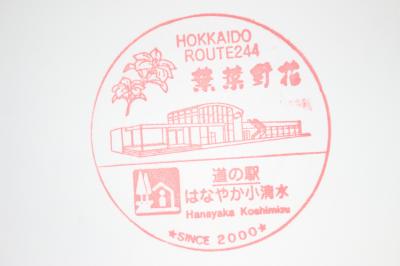 HOKKAIDO
ROUTE244
葉菜野花
道の駅
はなやか小清水
Hanayaka Koshimizu
★SINCE 2000★